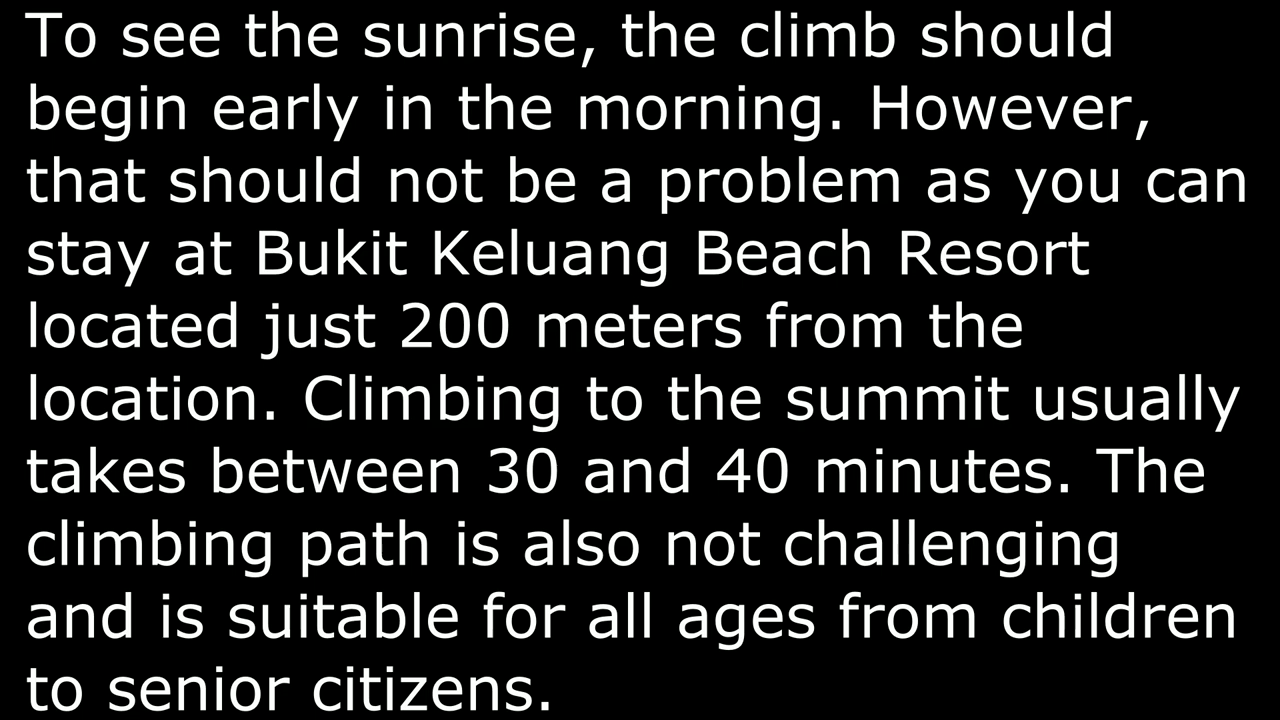 To see the sunrise, the climb should
begin early in the morning. However,
that should not be a problem as you can
stay at Bukit Keluang Beach Resort
located just 200 meters from the
location. Climbing to the summit usually
takes between 30 and 40 minutes. The
climbing path is also not challenging
and is suitable for all ages from children
to senior citizens.